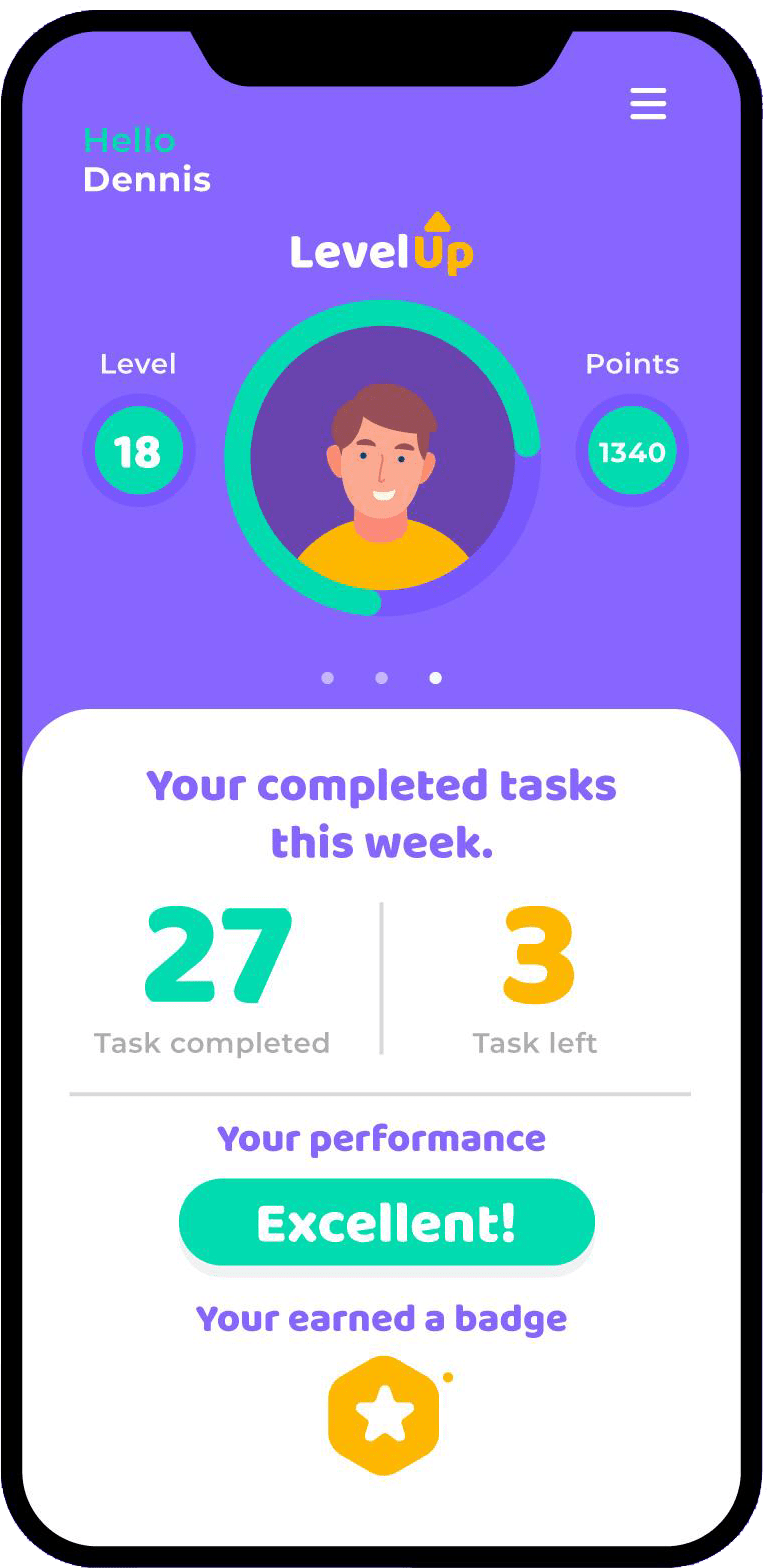 Hello
Dennis
LevelUp
Level
18
Points
1340
Your completed tasks
this week.
27
Task completed
3
Task left
Your performance
Excellent!
Your earned a badge